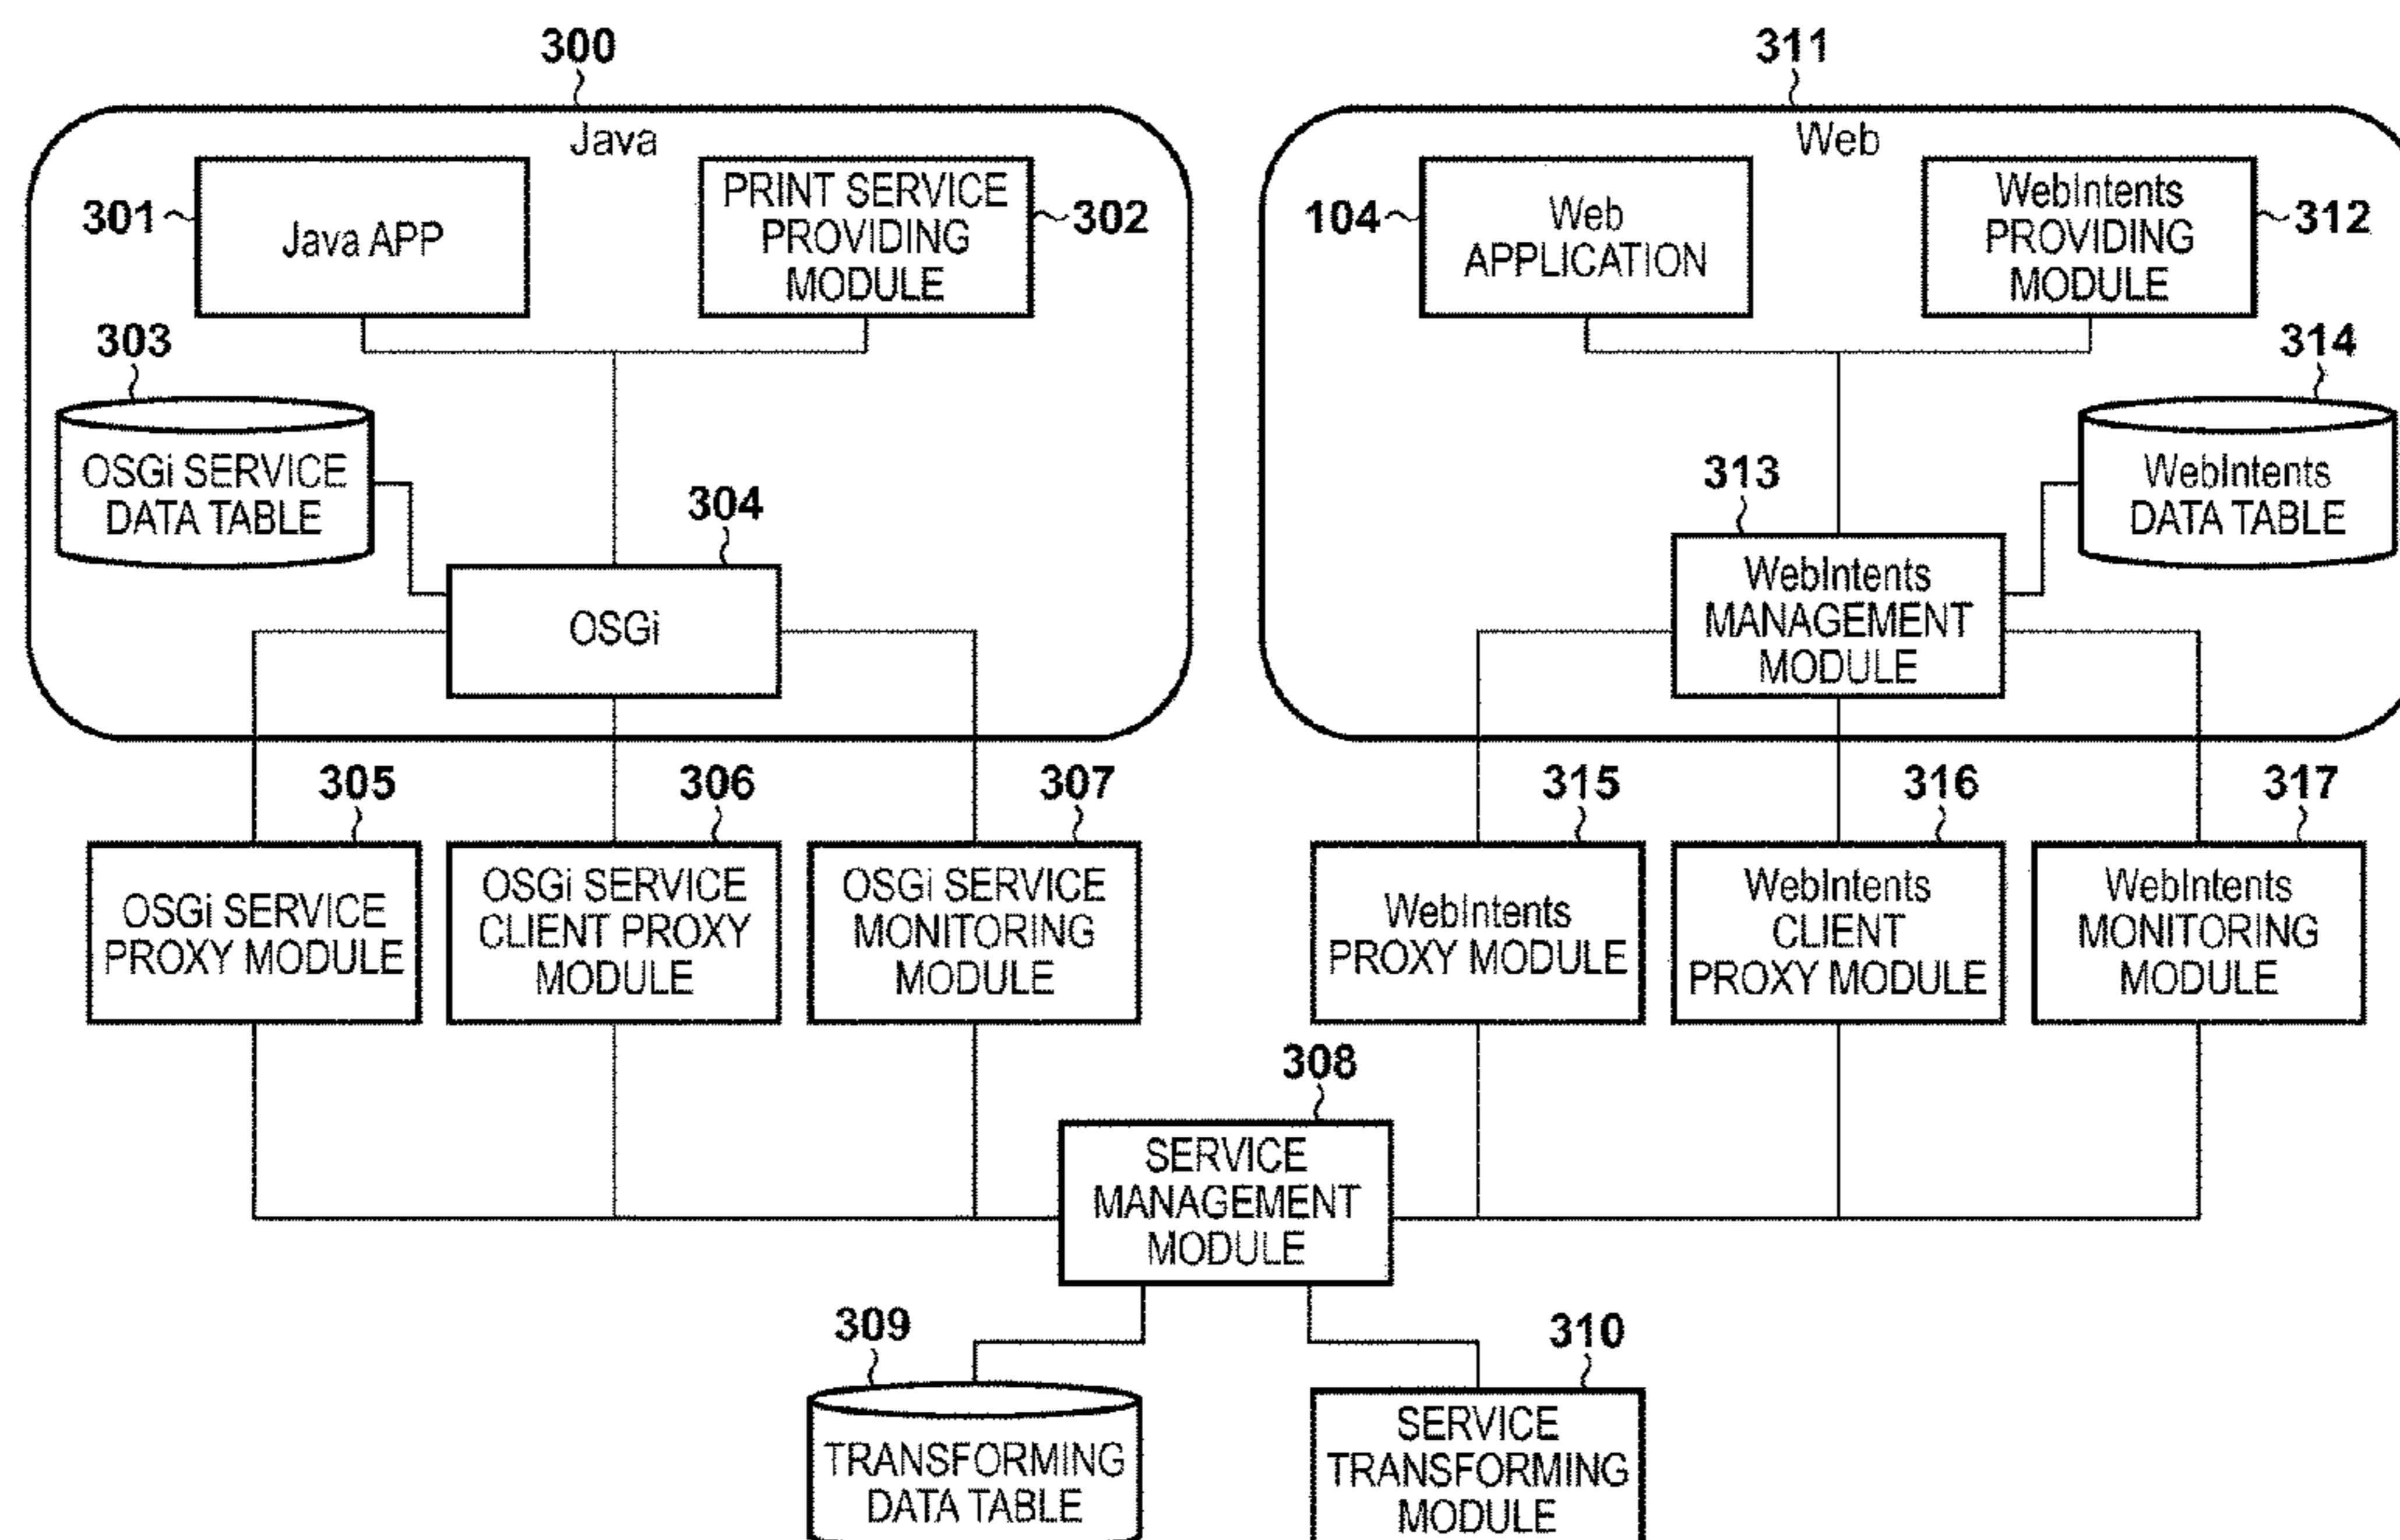 300
311
Java
Web
301
Java APP
PRINT SERVICE
PROVIDING
MODULE
302
104
Web
APPLICATION
WebIntents
PROVIDING
MODULE
312
303
OSGi SERVICE
DATA TABLE
304
OSGi
314
WebIntents
DATA TABLE
313
WebIntents
MANAGEMENT
MODULE
305
OSGi SERVICE
PROXY MODULE
306
OSGi SERVICE
CLIENT PROXY
MODULE
307
OSGi SERVICE
MONITORING
MODULE
315
WebIntents
PROXY MODULE
316
WebIntents
CLIENT
PROXY MODULE
317
WebIntents
MONITORING
MODULE
308
SERVICE
MANAGEMENT
MODULE
309
TRANSFORMING
DATA TABLE
310
SERVICE
TRANSFORMING
MODULE